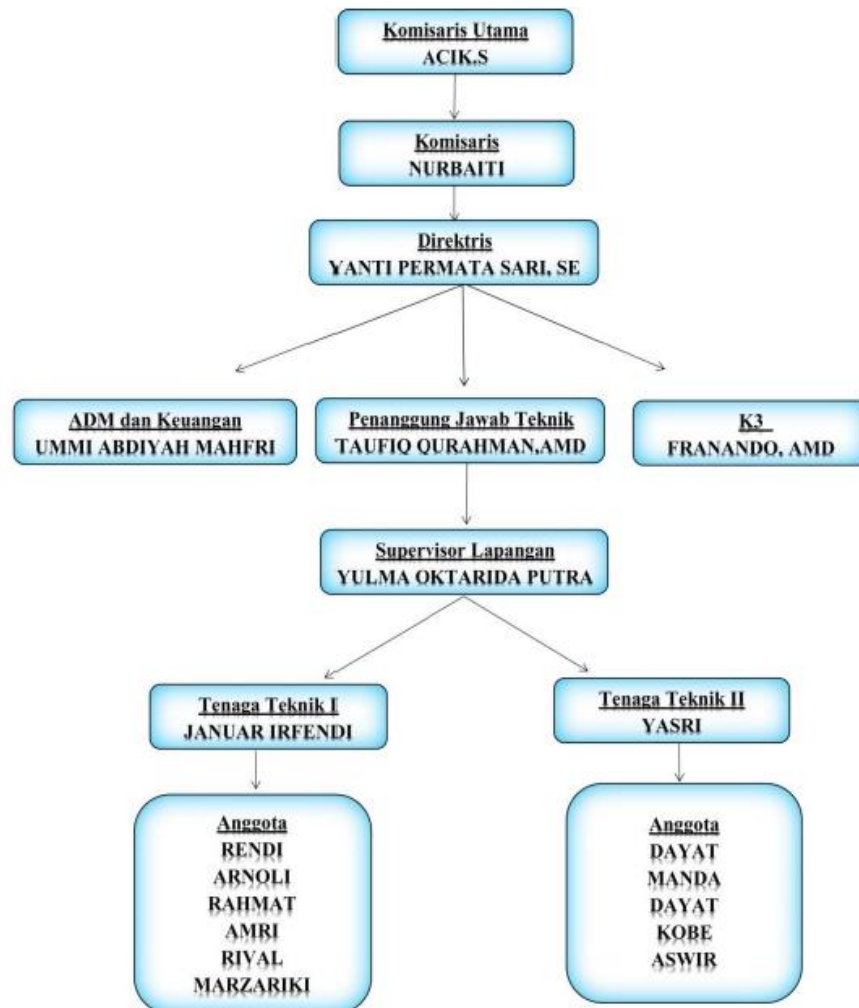 Komisaris Utama
ACIK.S
Komisaris
NURBAITI
Direktris
YANTI PERMATA SARI, SE
ADM dan Keuangan
UMMI ABDIYAH MAHFRI
Penanggung Jawab Teknik
TAUFIQ QURAHMAN,AMD
K3
FRANANDO, AMD
Supervisor Lapangan
YULMA OKTARIDA PUTRA
Tenaga Teknik I
JANUAR IRFENDI
Tenaga Teknik II
YASRI
Anggota
RENDI
ARNOLI
RAHMAT
AMRI
RIVAL
MARZARIKI
Anggota
DAYAT
MANDA
DAYAT
KOBE
ASWIR